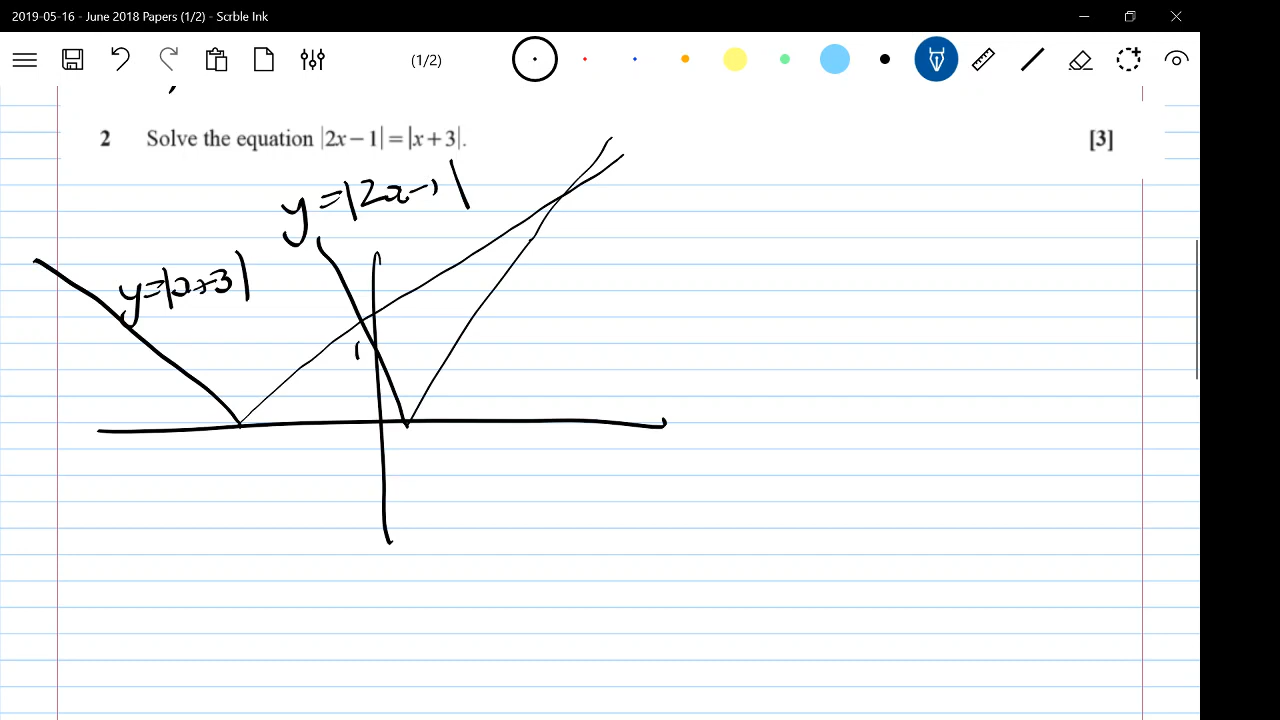 2019-05-16 - June 2018 Papers (1/2) - Scrble Ink
(1/2)
2 Solve the equation |2x − 1| = |x + 3|. [3]
y = |2x-1|
y=|x+3|
1